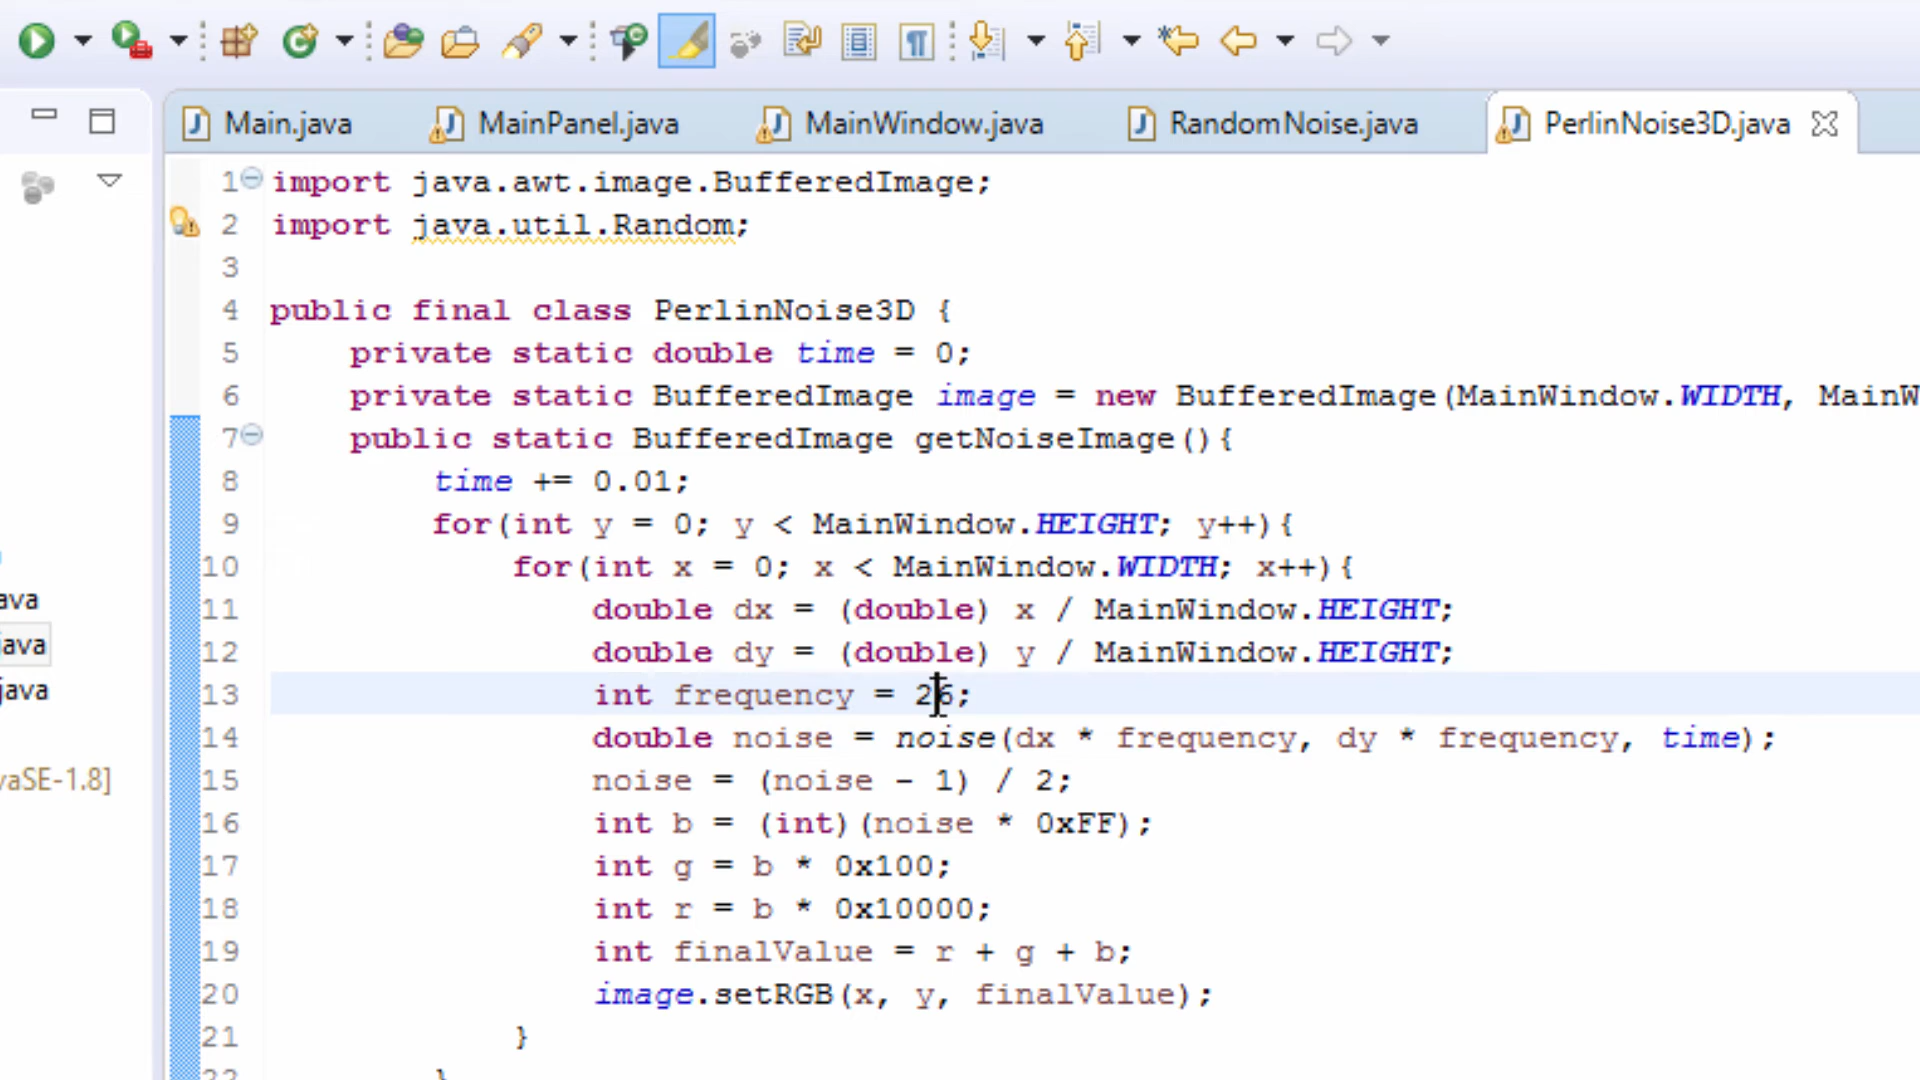 Main.java MainPanel.java MainWindow.java RandomNoise.java PerlinNoise3D.java
1 import java.awt.image.BufferedImage;
2 import java.util.Random;
3
4 public final class PerlinNoise3D {
5 private static double time = 0;
6 private static BufferedImage image = new BufferedImage(MainWindow.WIDTH, MainW
7 public static BufferedImage getNoiseImage(){
8 time += 0.01;
9 for(int y = 0; y < MainWindow.HEIGHT; y++){
10 for(int x = 0; x < MainWindow.WIDTH; x++){
11 double dx = (double) x / MainWindow.HEIGHT;
12 double dy = (double) y / MainWindow.HEIGHT;
13 int frequency = 26;
14 double noise = noise(dx * frequency, dy * frequency, time);
15 noise = (noise - 1) / 2;
16 int b = (int)(noise * 0xFF);
17 int g = b * 0x100;
18 int r = b * 0x10000;
19 int finalValue = r + g + b;
20 image.setRGB(x, y, finalValue);
21 }
22 }
ava
java
java
vaSE-1.8]